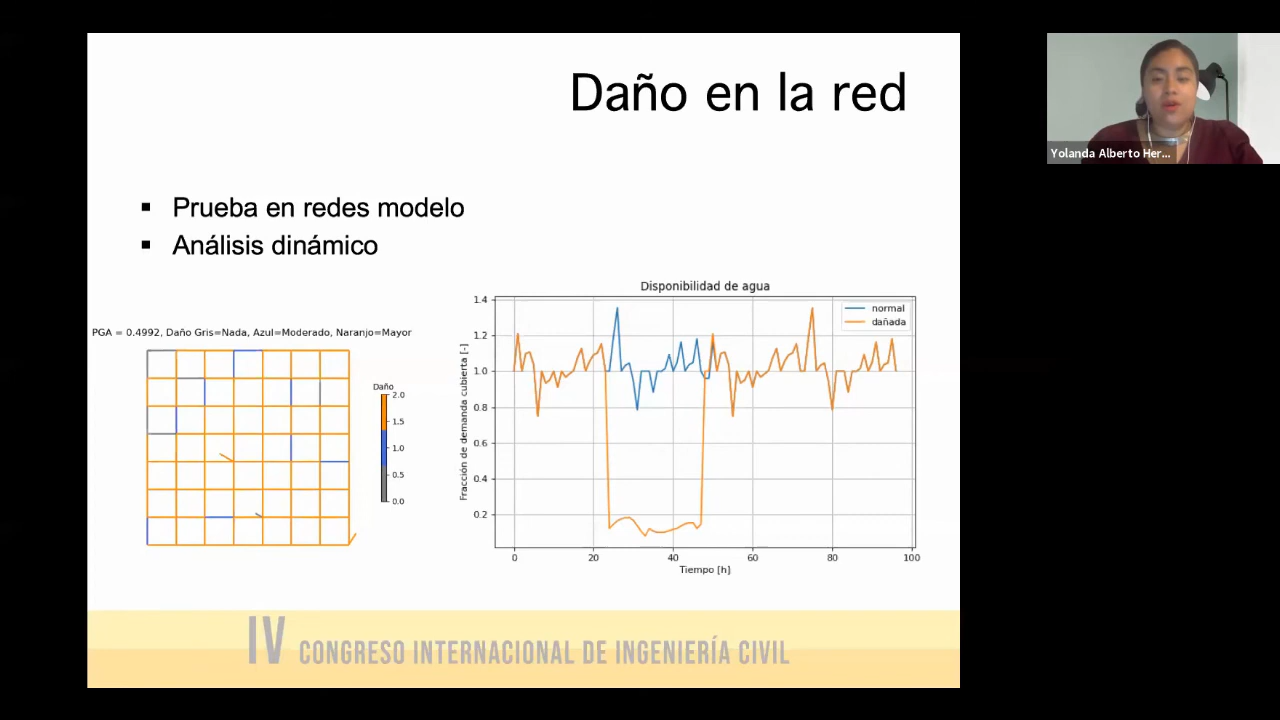 Daño en la red
Yolanda Alberto Her...
▪ Prueba en redes modelo
▪ Análisis dinámico
PGA = 0.4992, Daño Gris=Nada, Azul=Moderado, Naranjo=Mayor
Daño
2.0
1.5
1.0
0.5
0.0
Disponibilidad de agua
normal
dañada
Fracción de demanda cubierta [-]
1.4
1.2
1.0
0.8
0.6
0.4
0.2
0 20 40 60 80 100
Tiempo [h]
IV CONGRESO INTERNACIONAL DE INGENIERÍA CIVIL